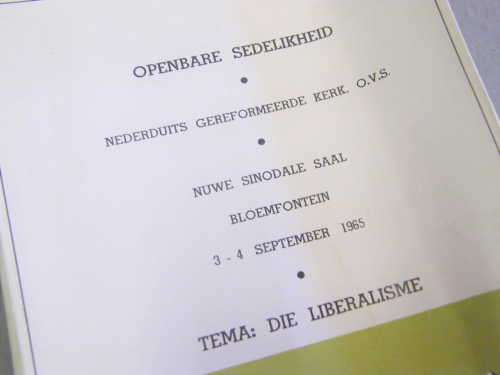 OPENBARE SEDELIKHEID
NEDERDUITS GEREFORMEERDE KERK. O.V.S.
NUWE SINODALE SAAL
BLOEMFONTEIN
3 - 4 SEPTEMBER 1965
TEMA: DIE LIBERALISME